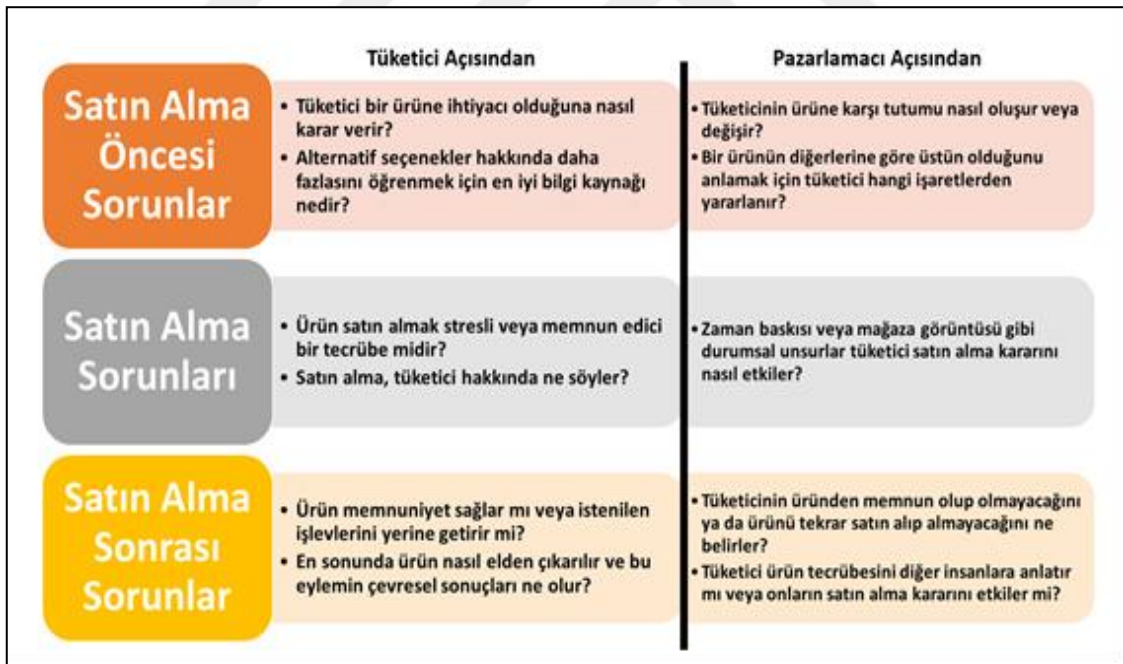 Tüketici Açısından
Pazarlamacı Açısından
Satın Alma
Öncesi
Sorunlar
• Tüketici bir ürüne ihtiyacı olduğuna nasıl
karar verir?
• Alternatif seçenekler hakkında daha
fazlasını öğrenmek için en iyi bilgi kaynağı
nedir?
• Tüketicinin ürüne karşı tutumu nasıl oluşur veya
değişir?
• Bir ürünün diğerlerine göre üstün olduğunu
anlamak için tüketici hangi işaretlerden
yararlanır?
Satın Alma
Sorunları
• Ürün satın almak stresli veya memnun edici
bir tecrübe midir?
• Satın alma, tüketici hakkında ne söyler?
• Zaman baskısı veya mağaza görüntüsü gibi
durumsal unsurlar tüketici satın alma kararını
nasıl etkiler?
Satın Alma
Sonrası
Sorunlar
• Ürün memnuniyet sağlar mı veya istenilen
işlevlerini yerine getirir mi?
• En sonunda ürün nasıl elden çıkarılır ve bu
eylemin çevresel sonuçları ne olur?
• Tüketicinin üründen memnun olup olmayacağını
ya da ürünü tekrar satın alıp almayacağını ne
belirler?
• Tüketici ürün tecrübesini diğer insanlara anlatır
mı veya onların satın alma kararını etkiler mi?